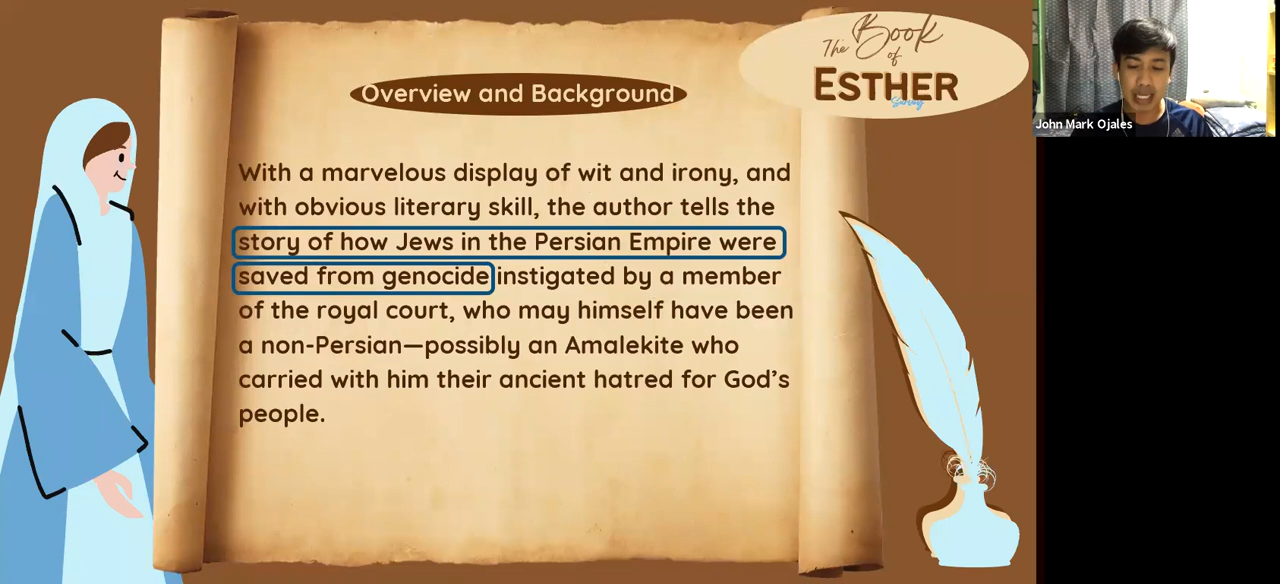 The Book
of
ESTHER
Survey
Overview and Background
With a marvelous display of wit and irony, and
with obvious literary skill, the author tells the
story of how Jews in the Persian Empire were
saved from genocide instigated by a member
of the royal court, who may himself have been
a non-Persian—possibly an Amalekite who
carried with him their ancient hatred for God’s
people.
John Mark Ojales